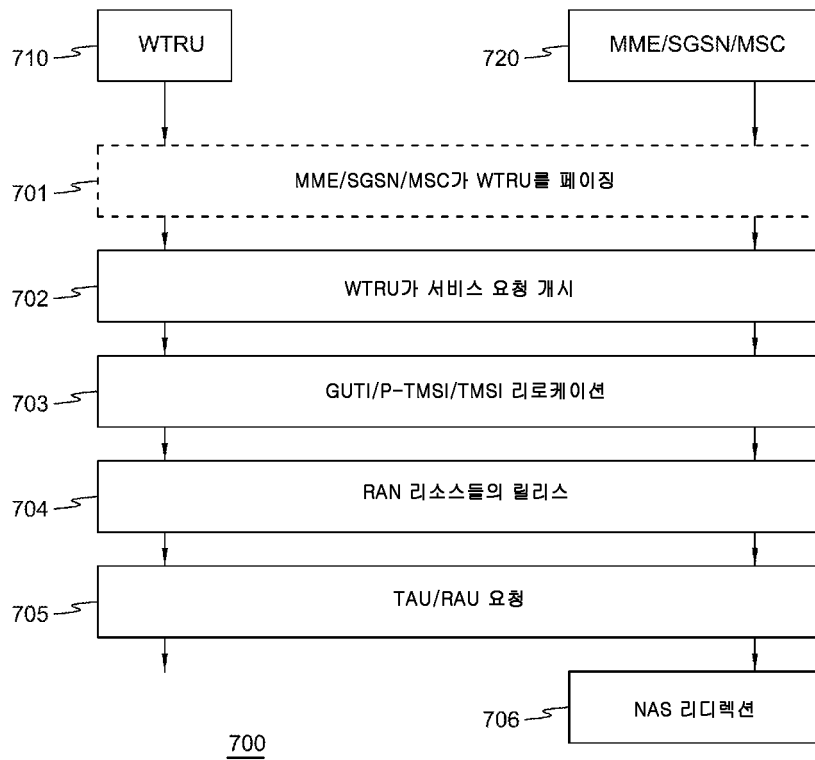 710 WTRU
720 MME/SGSN/MSC
701 MME/SGSN/MSC가 WTRU를 페이징
702 WTRU가 서비스 요청 개시
703 GUTI/P-TMSI/TMSI 리로케이션
704 RAN 리소스들의 릴리스
705 TAU/RAU 요청
706 NAS 리디렉션
700